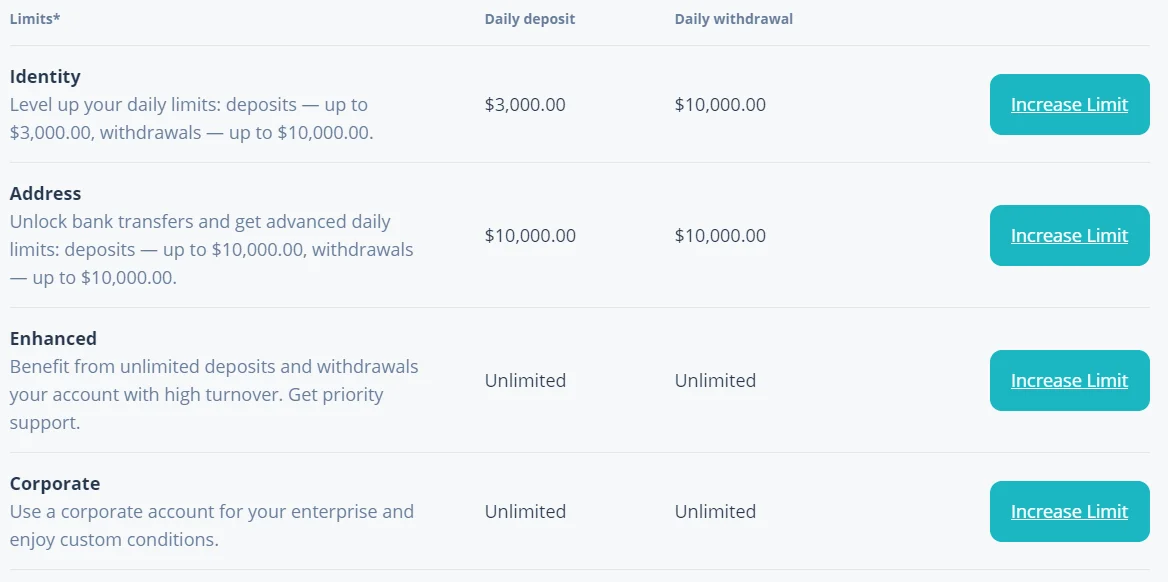 Limits* Daily deposit Daily withdrawal
Identity
Level up your daily limits: deposits — up to
$3,000.00, withdrawals — up to $10,000.00.
$3,000.00 $10,000.00 Increase Limit
Address
Unlock bank transfers and get advanced daily
limits: deposits — up to $10,000.00, withdrawals
— up to $10,000.00.
$10,000.00 $10,000.00 Increase Limit
Enhanced
Benefit from unlimited deposits and withdrawals
your account with high turnover. Get priority
support.
Unlimited Unlimited Increase Limit
Corporate
Use a corporate account for your enterprise and
enjoy custom conditions.
Unlimited Unlimited Increase Limit